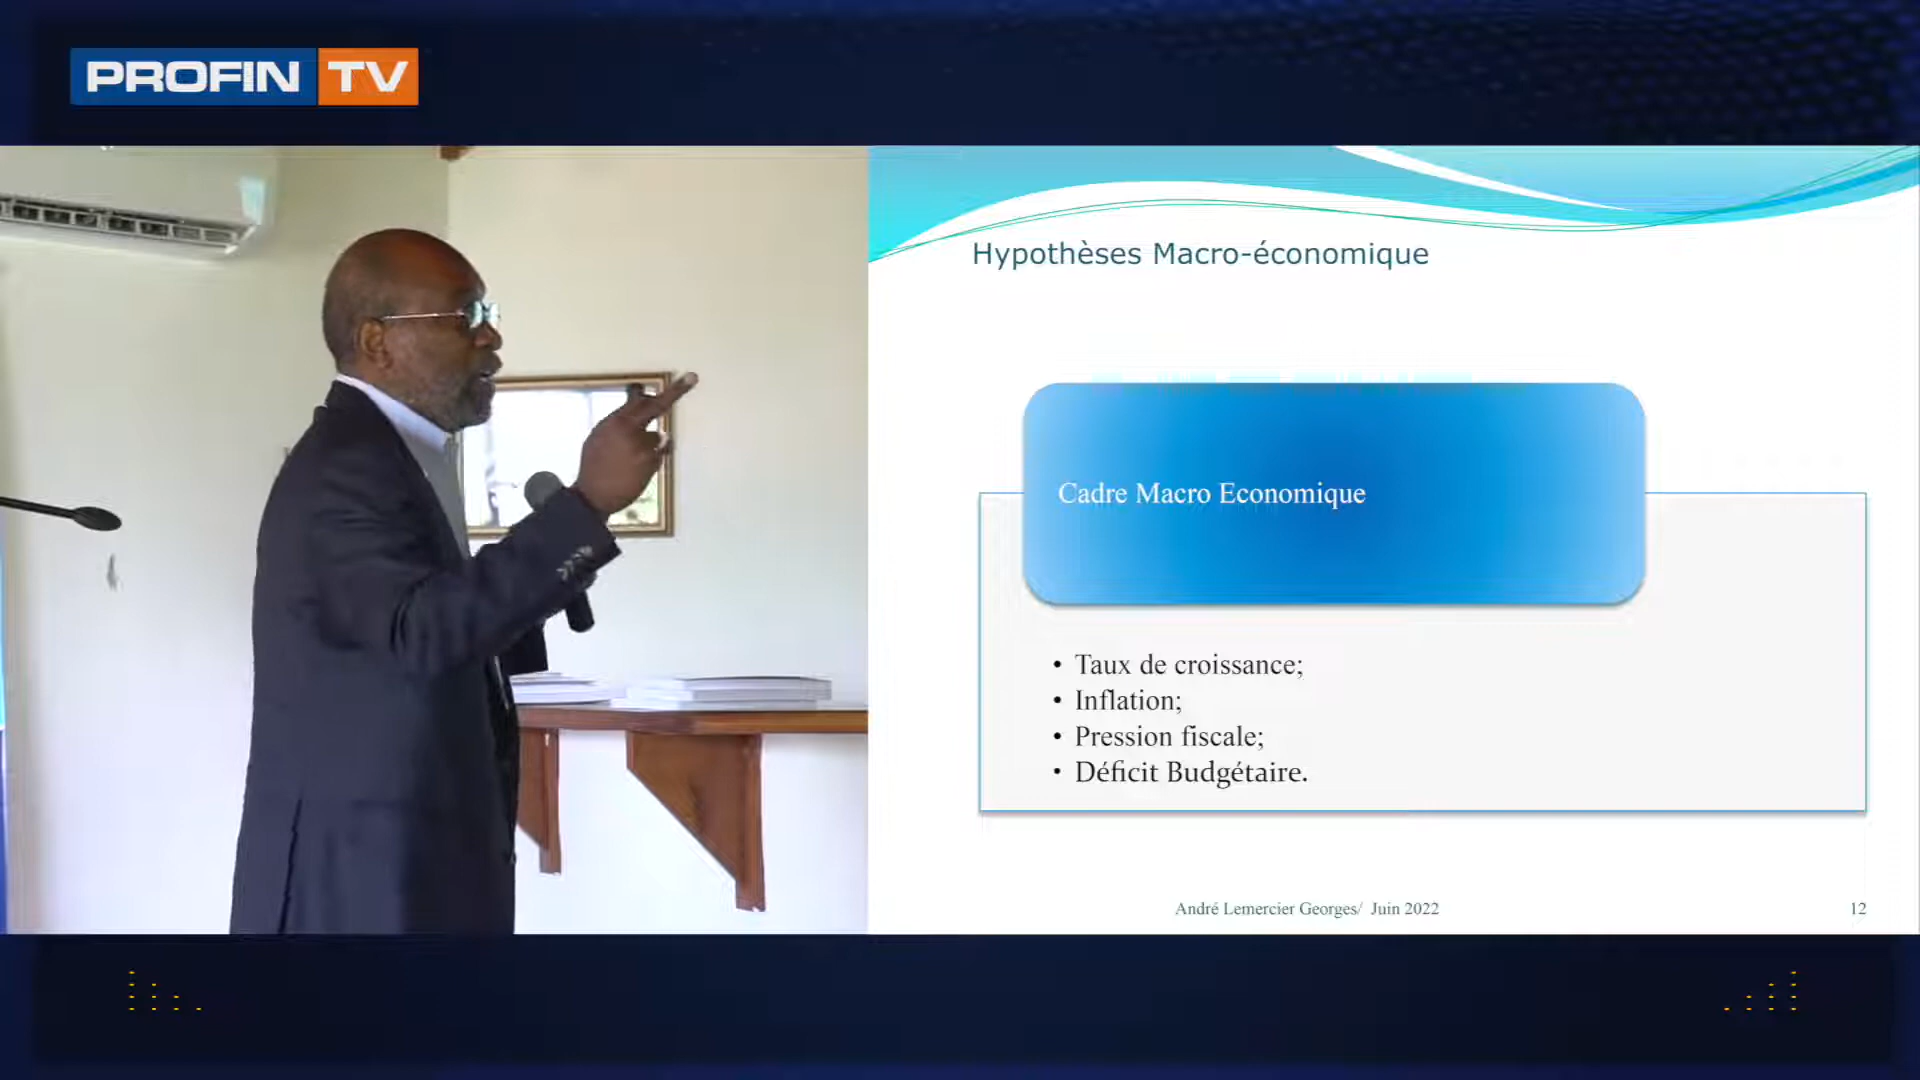 PROFIN TV
Hypothèses Macro-économique
Cadre Macro Economique
• Taux de croissance;
• Inflation;
• Pression fiscale;
• Déficit Budgétaire.
André Lemercier Georges/ Juin 2022
12